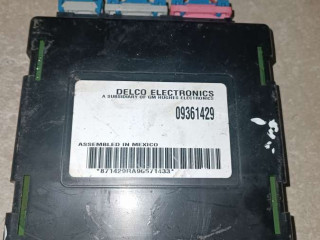 DELCO ELECTRONICS
A SUBSIDIARY OF GM HUGHES ELECTRONICS
09361429
ASSEMBLED IN MEXICO